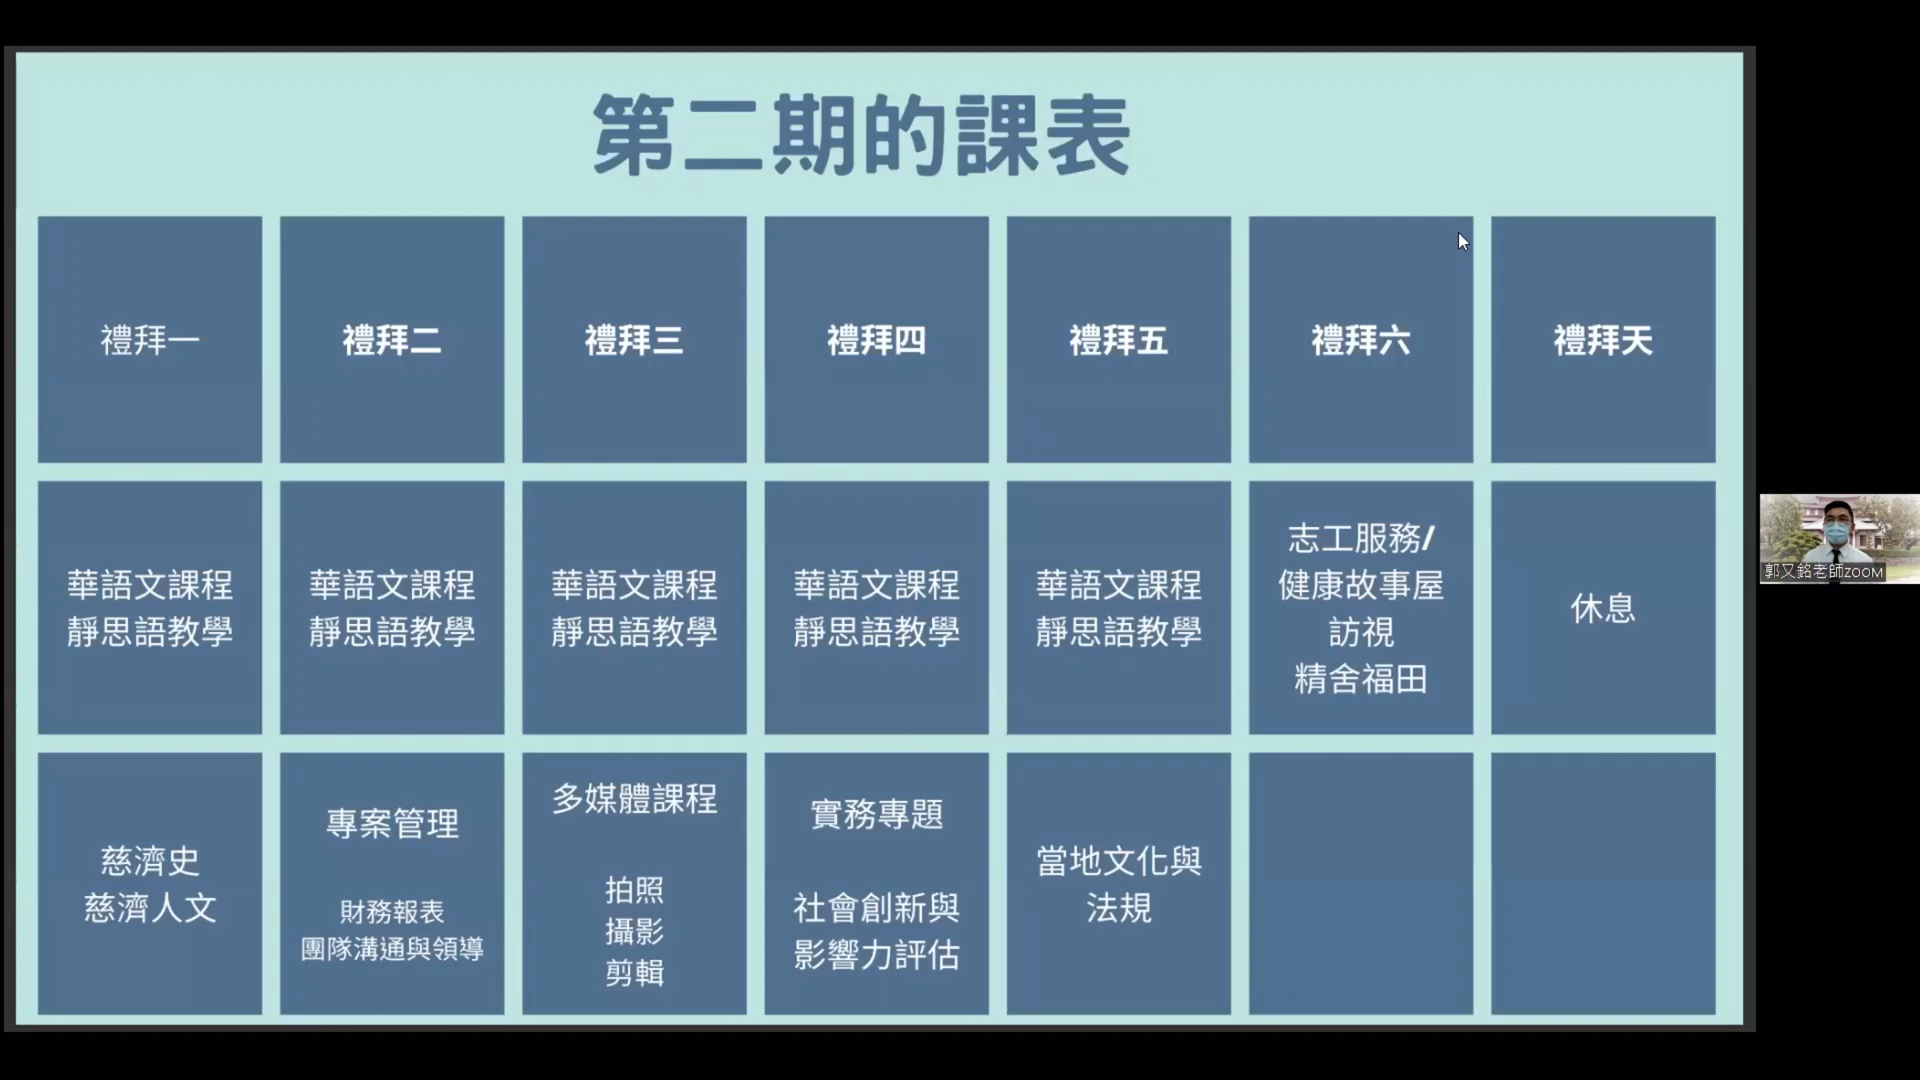 第二期的課表
禮拜一
禮拜二
禮拜三
禮拜四
禮拜五
禮拜六
禮拜天
華語文課程
靜思語教學
華語文課程
靜思語教學
華語文課程
靜思語教學
華語文課程
靜思語教學
華語文課程
靜思語教學
志工服務/
健康故事屋
訪視
精舍福田
休息
慈濟史
慈濟人文
專案管理
財務報表
團隊溝通與領導
多媒體課程
拍照
攝影
剪輯
實務專題
社會創新與
影響力評估
當地文化與
法規
郭又銘老師zoom